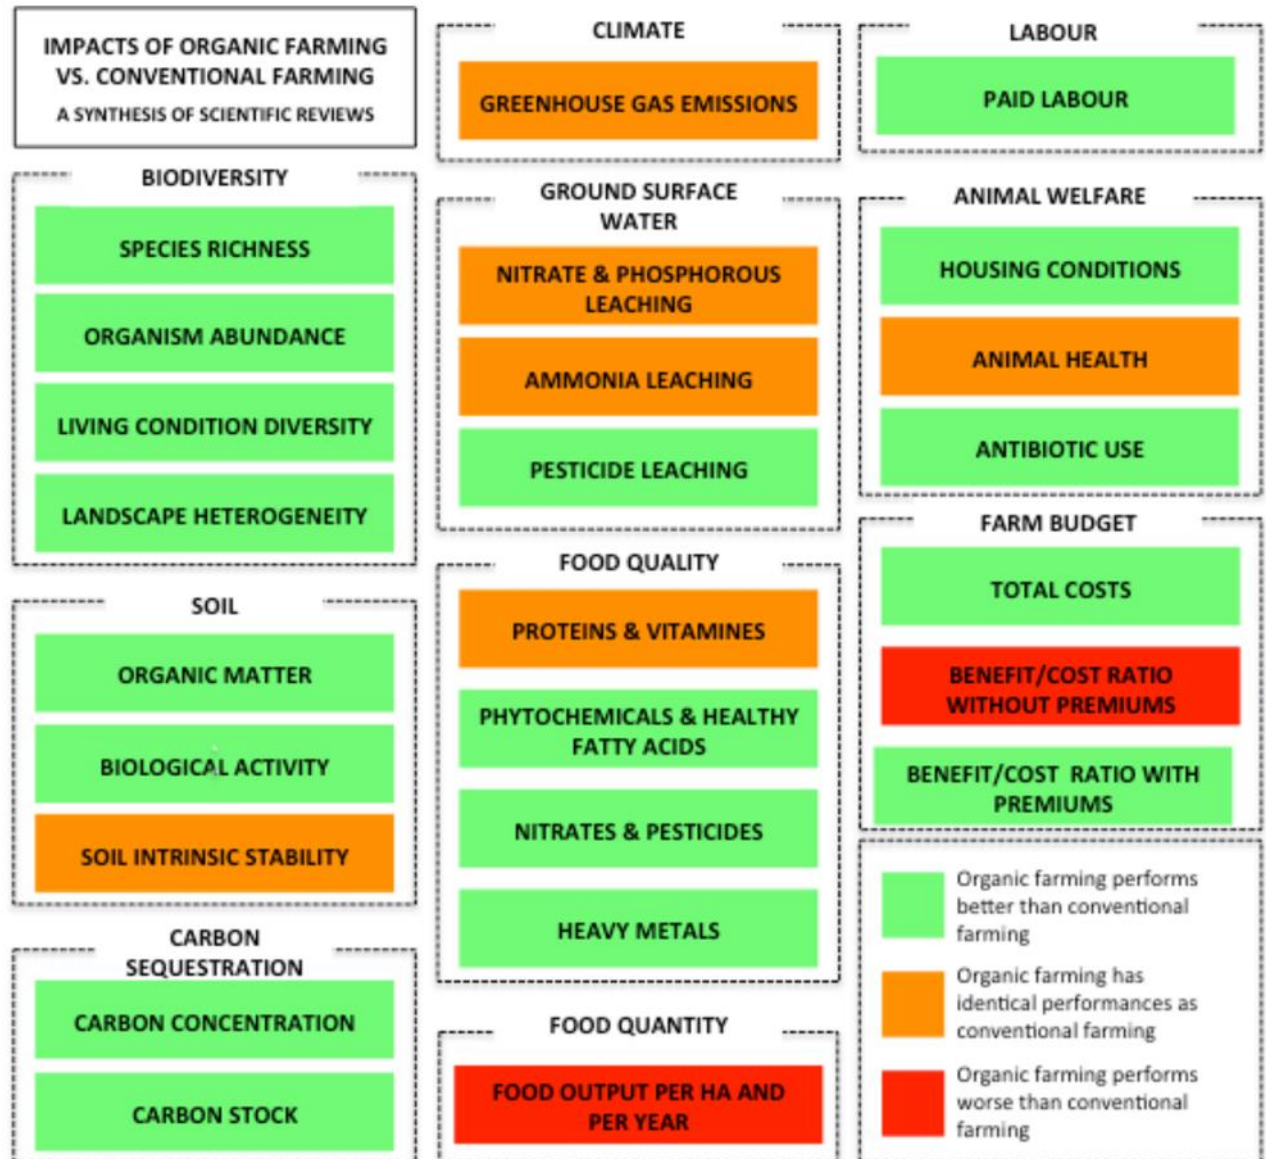 IMPACTS OF ORGANIC FARMING
VS. CONVENTIONAL FARMING
A SYNTHESIS OF SCIENTIFIC REVIEWS
BIODIVERSITY
SPECIES RICHNESS
ORGANISM ABUNDANCE
LIVING CONDITION DIVERSITY
LANDSCAPE HETEROGENEITY
SOIL
ORGANIC MATTER
BIOLOGICAL ACTIVITY
SOIL INTRINSIC STABILITY
CARBON
SEQUESTRATION
CARBON CONCENTRATION
CARBON STOCK
CLIMATE
GREENHOUSE GAS EMISSIONS
GROUND SURFACE
WATER
NITRATE & PHOSPHOROUS
LEACHING
AMMONIA LEACHING
PESTICIDE LEACHING
FOOD QUALITY
PROTEINS & VITAMINES
PHYTOCHEMICALS & HEALTHY
FATTY ACIDS
NITRATES & PESTICIDES
HEAVY METALS
FOOD QUANTITY
FOOD OUTPUT PER HA AND
PER YEAR
LABOUR
PAID LABOUR
ANIMAL WELFARE
HOUSING CONDITIONS
ANIMAL HEALTH
ANTIBIOTIC USE
FARM BUDGET
TOTAL COSTS
BENEFIT/COST RATIO
WITHOUT PREMIUMS
BENEFIT/COST RATIO WITH
PREMIUMS
Organic farming performs
better than conventional
farming
Organic farming has
identical performances as
conventional farming
Organic farming performs
worse than conventional
farming